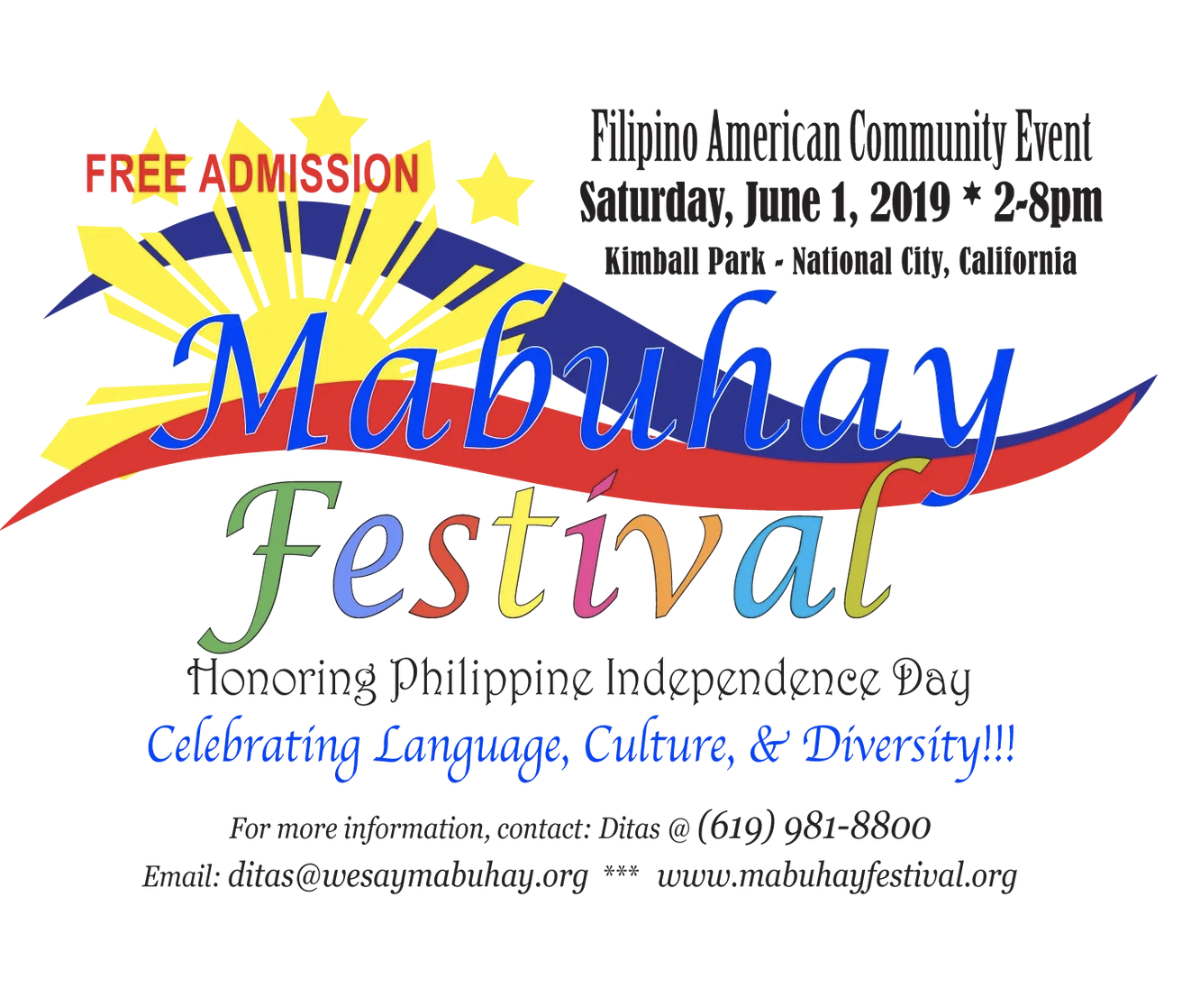 FREE ADMISSION
Filipino American Community Event
Saturday, June 1, 2019 * 2-8pm
Kimball Park - National City, California
Mabuhay
Festival
Honoring Philippine Independence Day
Celebrating Language, Culture, & Diversity!!!
For more information, contact: Ditas @ (619) 981-8800
Email: ditas@wesaymabuhay.org *** www.mabuhayfestival.org